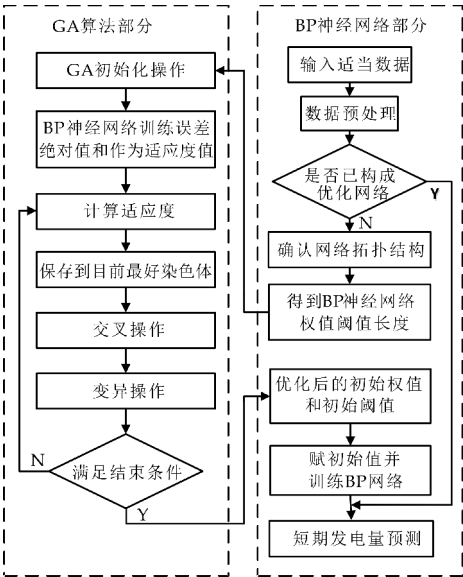 GA算法部分
GA初始化操作
BP神经网络训练误差
绝对值和作为适应度值
计算适应度
保存到目前最好染色体
交叉操作
变异操作
满足结束条件
N
Y
BP神经网络部分
输入适当数据
数据预处理
是否已构成
优化网络
Y
N
确认网络拓扑结构
得到BP神经网络
权值阈值长度
优化后的初始权值
和初始阈值
赋初始值并
训练BP网络
短期发电量预测